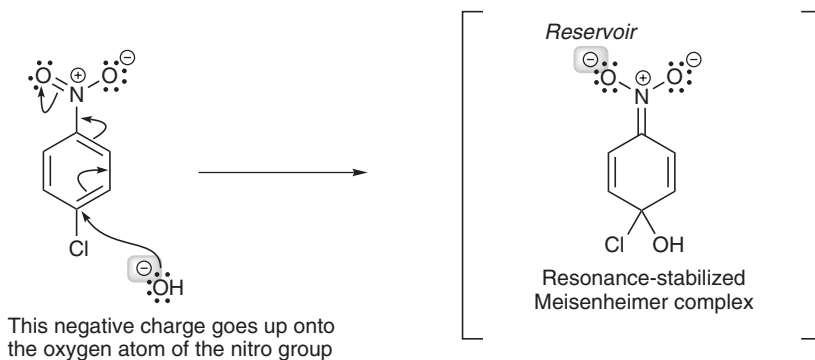 Reservoir
O
N
O
Cl
OH
O
N
O
Cl OH
This negative charge goes up onto
the oxygen atom of the nitro group
Resonance-stabilized
Meisenheimer complex